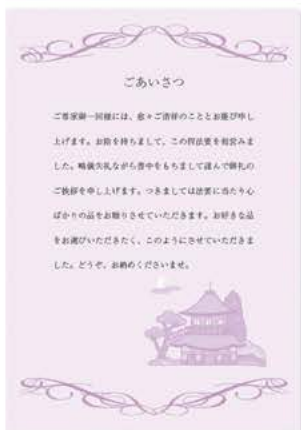 ごあいさつ
ご尊家御一同様には、愈々ご清祥のこととお慶び申し
上げます。お陰を持ちまして、この程法要を相営みま
した。略儀失礼ながら書中をもちまして謹んで御礼の
ご挨拶を申し上げます。つきましては法要に当たり心
ばかりの品をお贈りさせていただきます。お好きな品
をお選びいただきたく、このようにさせていただきま
した。どうぞ、お納めくださいませ。